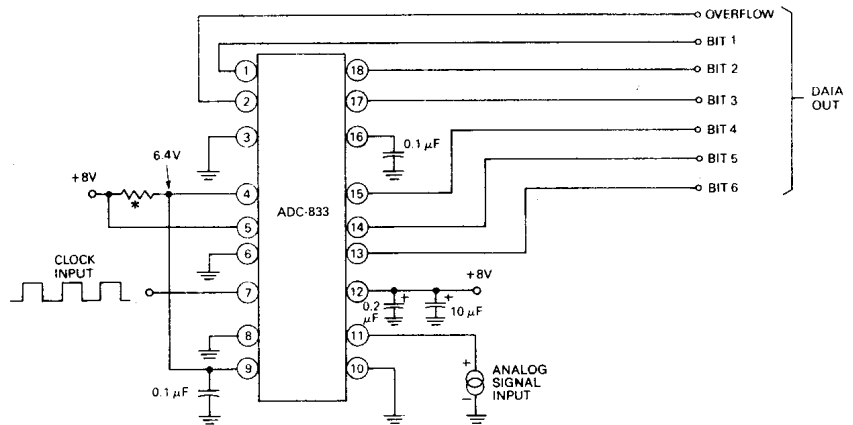 OVERFLOW
BIT 1
1
18
BIT 2
2
17
BIT 3
DATA
OUT
3
16
0.1 µF
BIT 4
6.4V
+8V
*
4
15
BIT 5
ADC-833
5
14
BIT 6
6
13
CLOCK
INPUT
7
12
+8V
0.2
µF
+
+
10 µF
8
11
9
10
0.1 µF
+
ANALOG
SIGNAL
INPUT
−